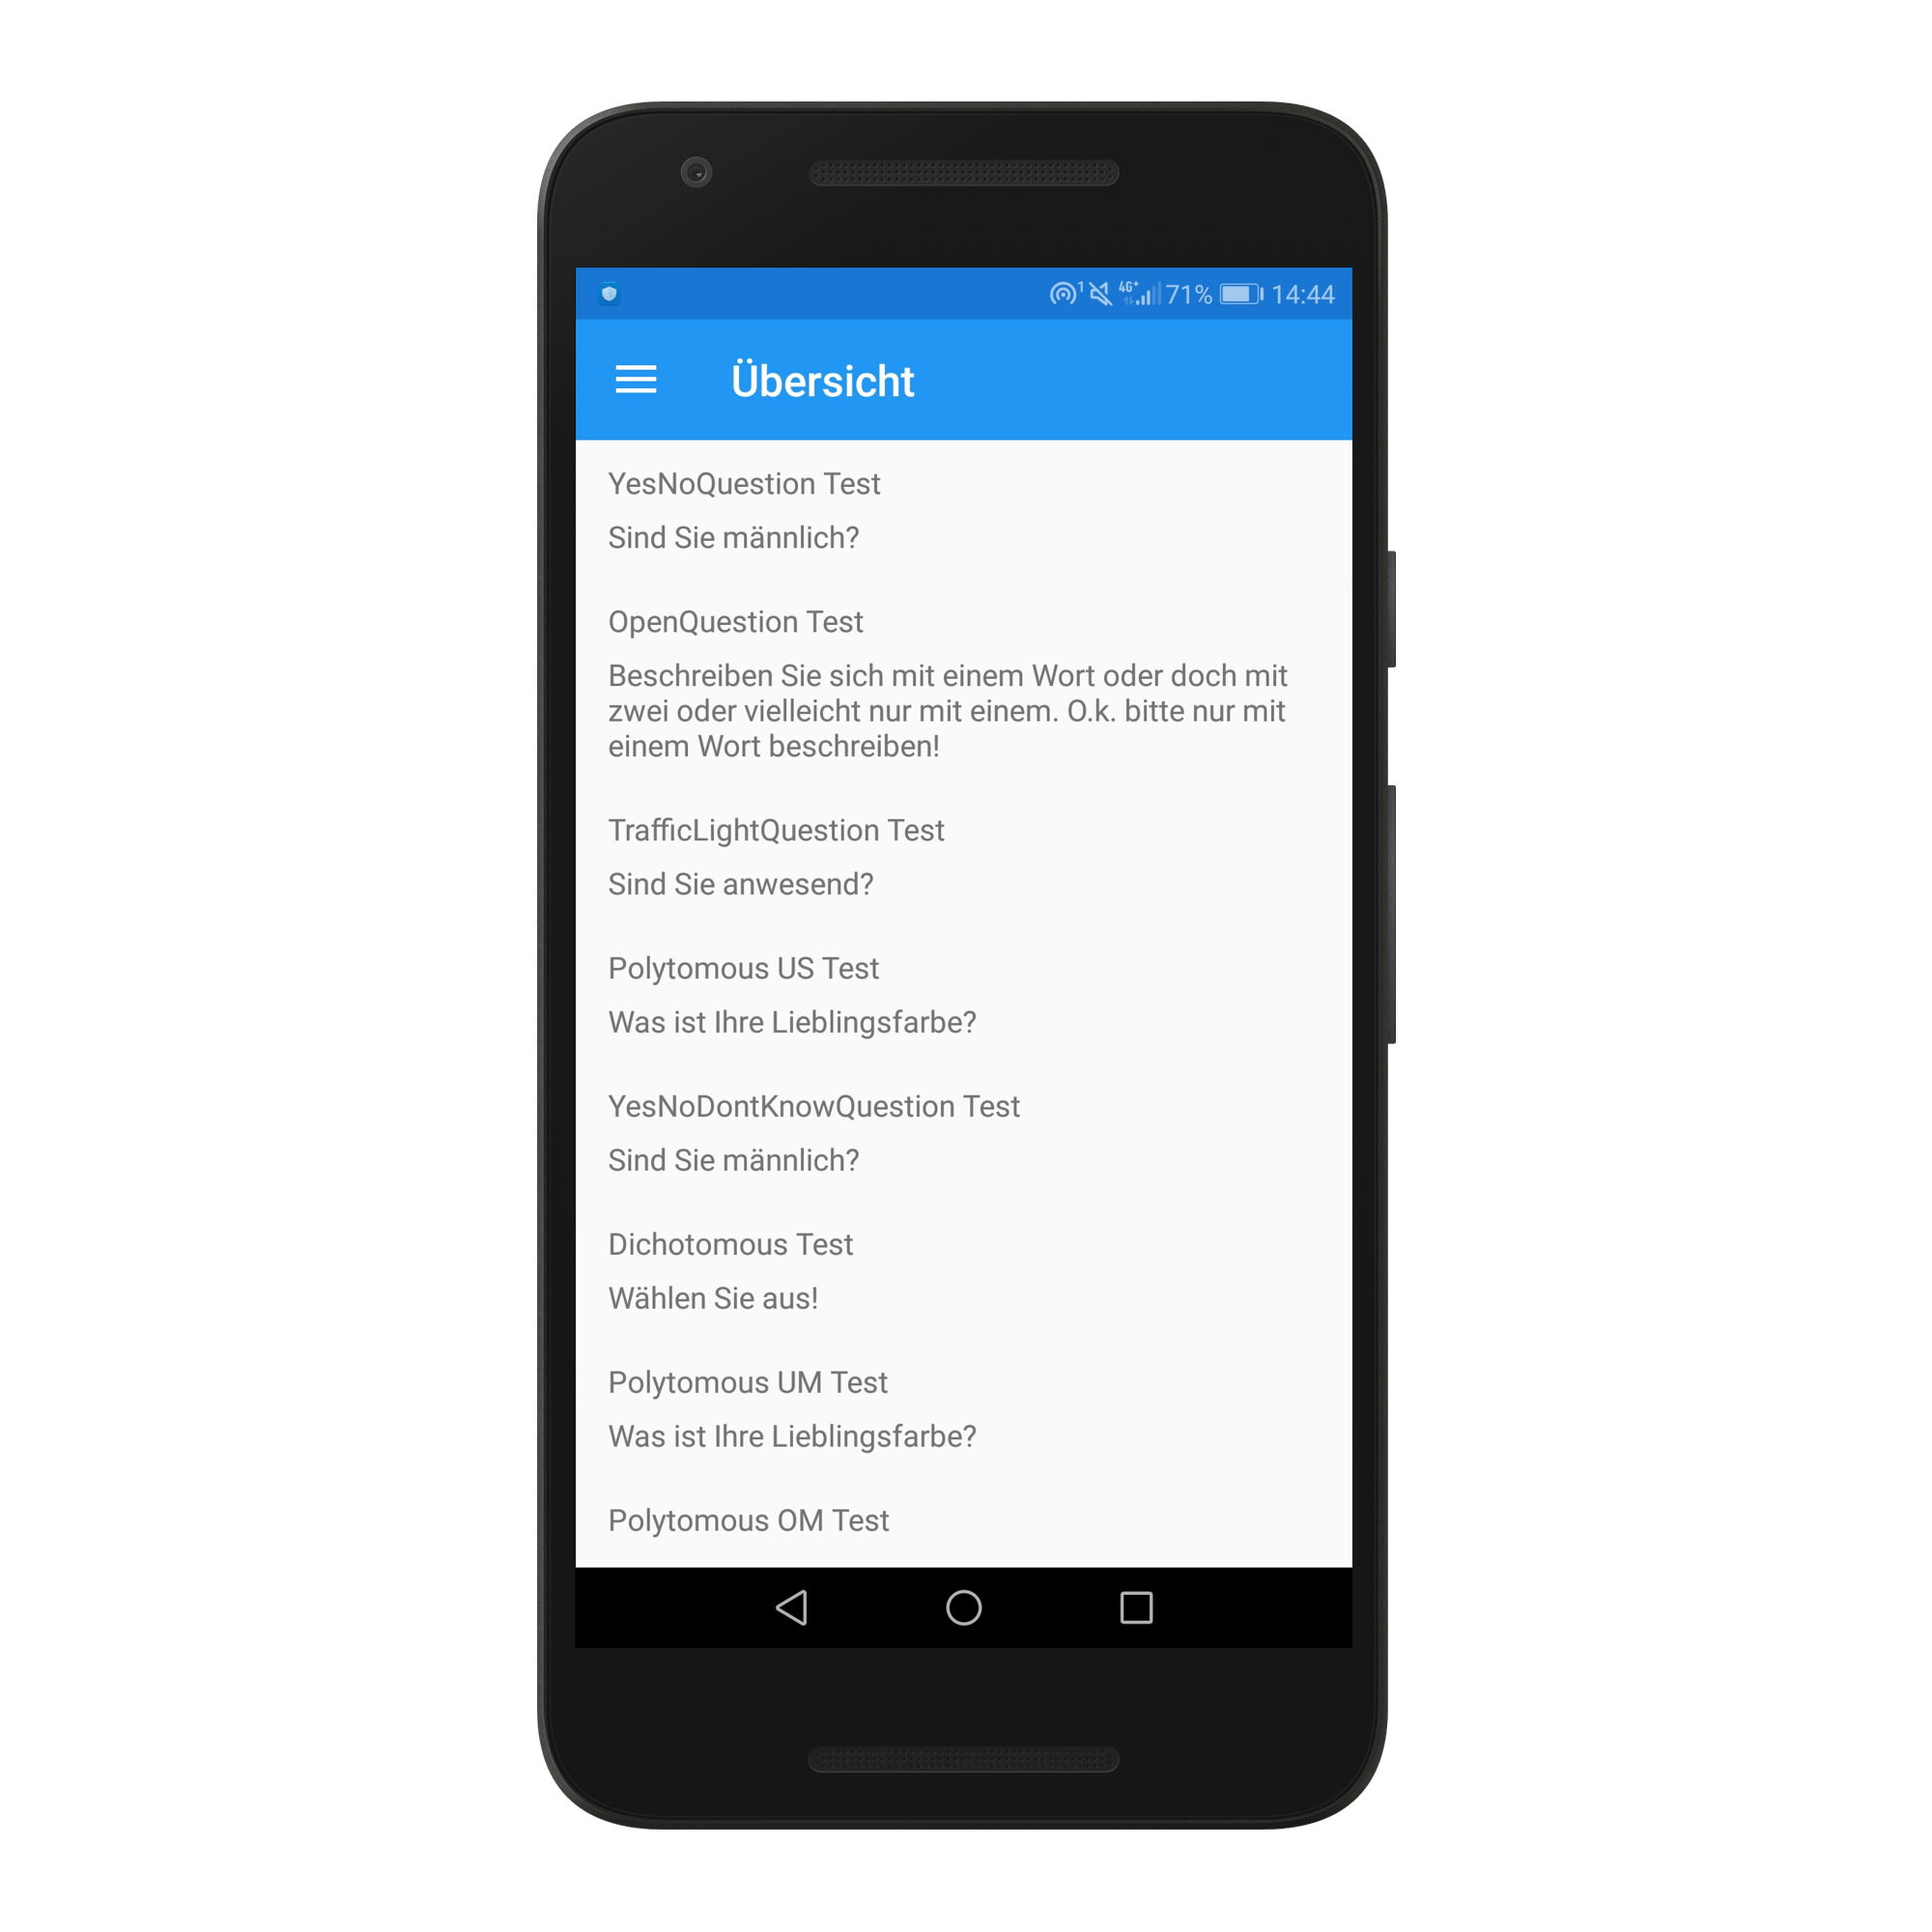 1 4G+ 71% 14:44
Übersicht
YesNoQuestion Test
Sind Sie männlich?
OpenQuestion Test
Beschreiben Sie sich mit einem Wort oder doch mit
zwei oder vielleicht nur mit einem. O.k. bitte nur mit
einem Wort beschreiben!
TrafficLightQuestion Test
Sind Sie anwesend?
Polytomous US Test
Was ist Ihre Lieblingsfarbe?
YesNoDontKnowQuestion Test
Sind Sie männlich?
Dichotomous Test
Wählen Sie aus!
Polytomous UM Test
Was ist Ihre Lieblingsfarbe?
Polytomous OM Test